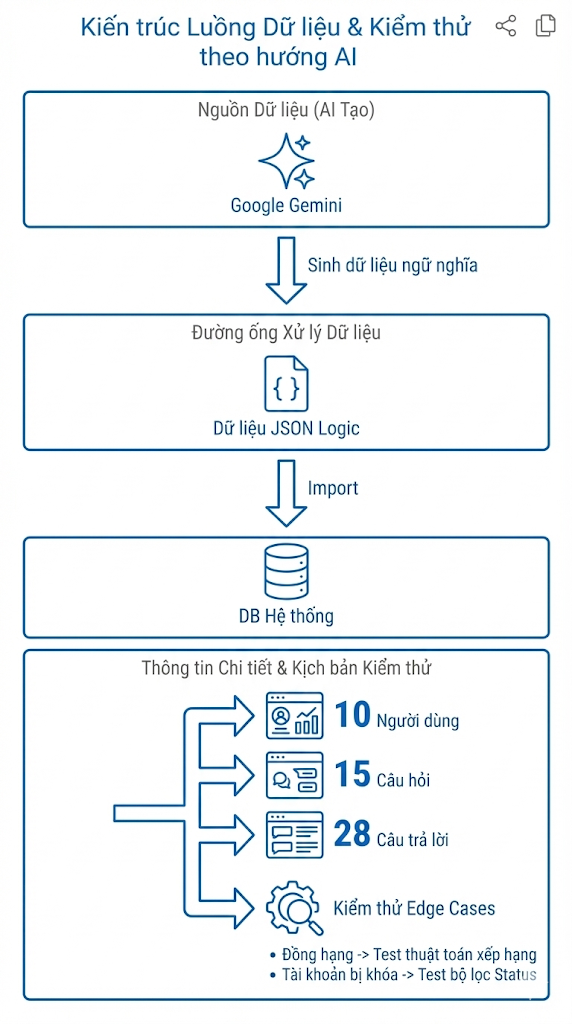 Kiến trúc Luồng Dữ liệu & Kiểm thử
theo hướng AI
Nguồn Dữ liệu (AI Tạo)
Google Gemini
Sinh dữ liệu ngữ nghĩa
Đường ống Xử lý Dữ liệu
{ }
Dữ liệu JSON Logic
Import
DB Hệ thống
Thông tin Chi tiết & Kịch bản Kiểm thử
10 Người dùng
15 Câu hỏi
28 Câu trả lời
Kiểm thử Edge Cases
• Đồng hạng -> Test thuật toán xếp hạng
• Tài khoản bị khóa -> Test bộ lọc Status